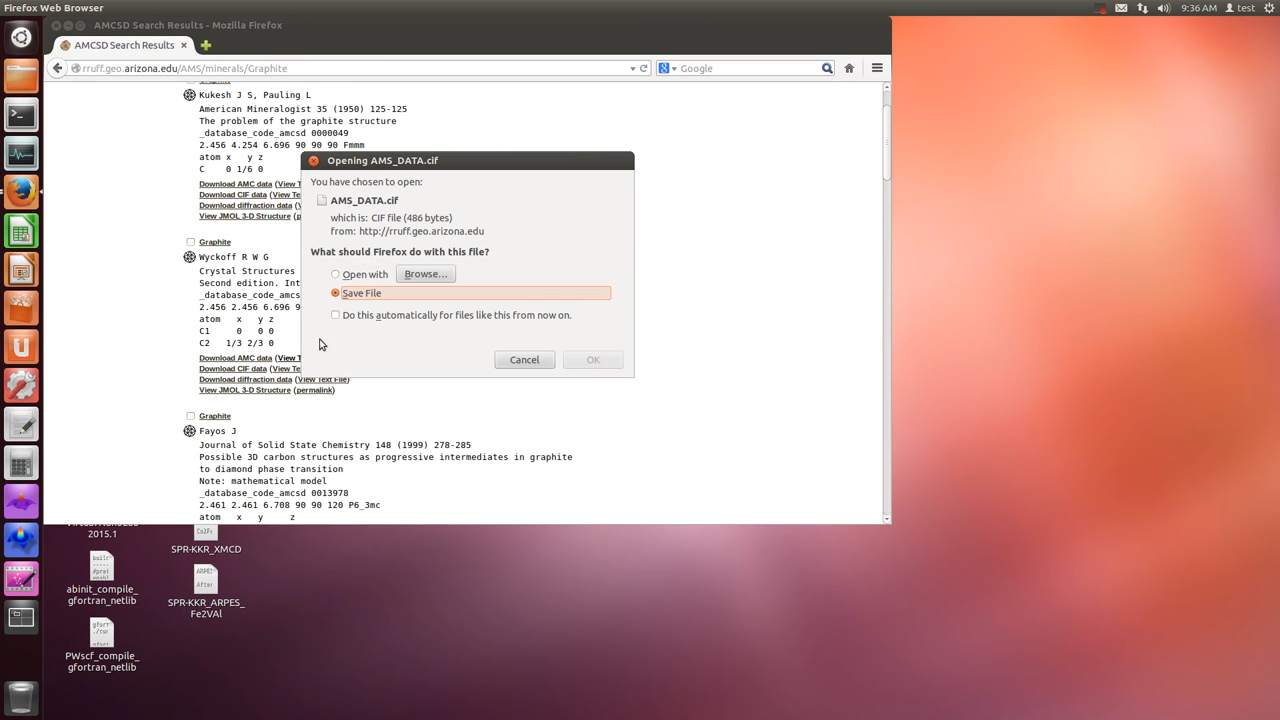 Firefox Web Browser
9:36 AM
test
AMCSD Search Results - Mozilla Firefox
AMCSD Search Results
rruff.geo.arizona.edu/AMS/minerals/Graphite
Google
Graphite
Kukesh J S, Pauling L
American Mineralogist 35 (1950) 125-125
The problem of the graphite structure
_database_code_amcsd 0000049
2.456 4.254 6.696 90 90 90 Fmmm
atom x y z
C 0 1/6 0
Download AMC data (View T
Download CIF data (View Te
Download diffraction data (
View JMOL 3-D Structure (p
Graphite
Wyckoff R W G
Crystal Structures
Second edition. Int
_database_code_amcsd
2.456 2.456 6.696 9
atom x y z
C1 0 0 0
C2 1/3 2/3 0
Download AMC data (View T
Download CIF data (View Te
Download diffraction data (View Text File)
View JMOL 3-D Structure (permalink)
Graphite
Fayos J
Journal of Solid State Chemistry 148 (1999) 278-285
Possible 3D carbon structures as progressive intermediates in graphite
to diamond phase transition
Note: mathematical model
_database_code_amcsd 0013978
2.461 2.461 6.708 90 90 120 P6_3mc
atom x y z
Opening AMS_DATA.cif
You have chosen to open:
AMS_DATA.cif
which is: CIF file (486 bytes)
from: http://rruff.geo.arizona.edu
What should Firefox do with this file?
Open with
Browse...
Save File
Do this automatically for files like this from now on.
Cancel
OK
2015.1
SPR-KKR_XMCD
abinit_compile_
gfortran_netlib
SPR-KKR_ARPES_
Fe2VAl
PWscf_compile_
gfortran_netlib